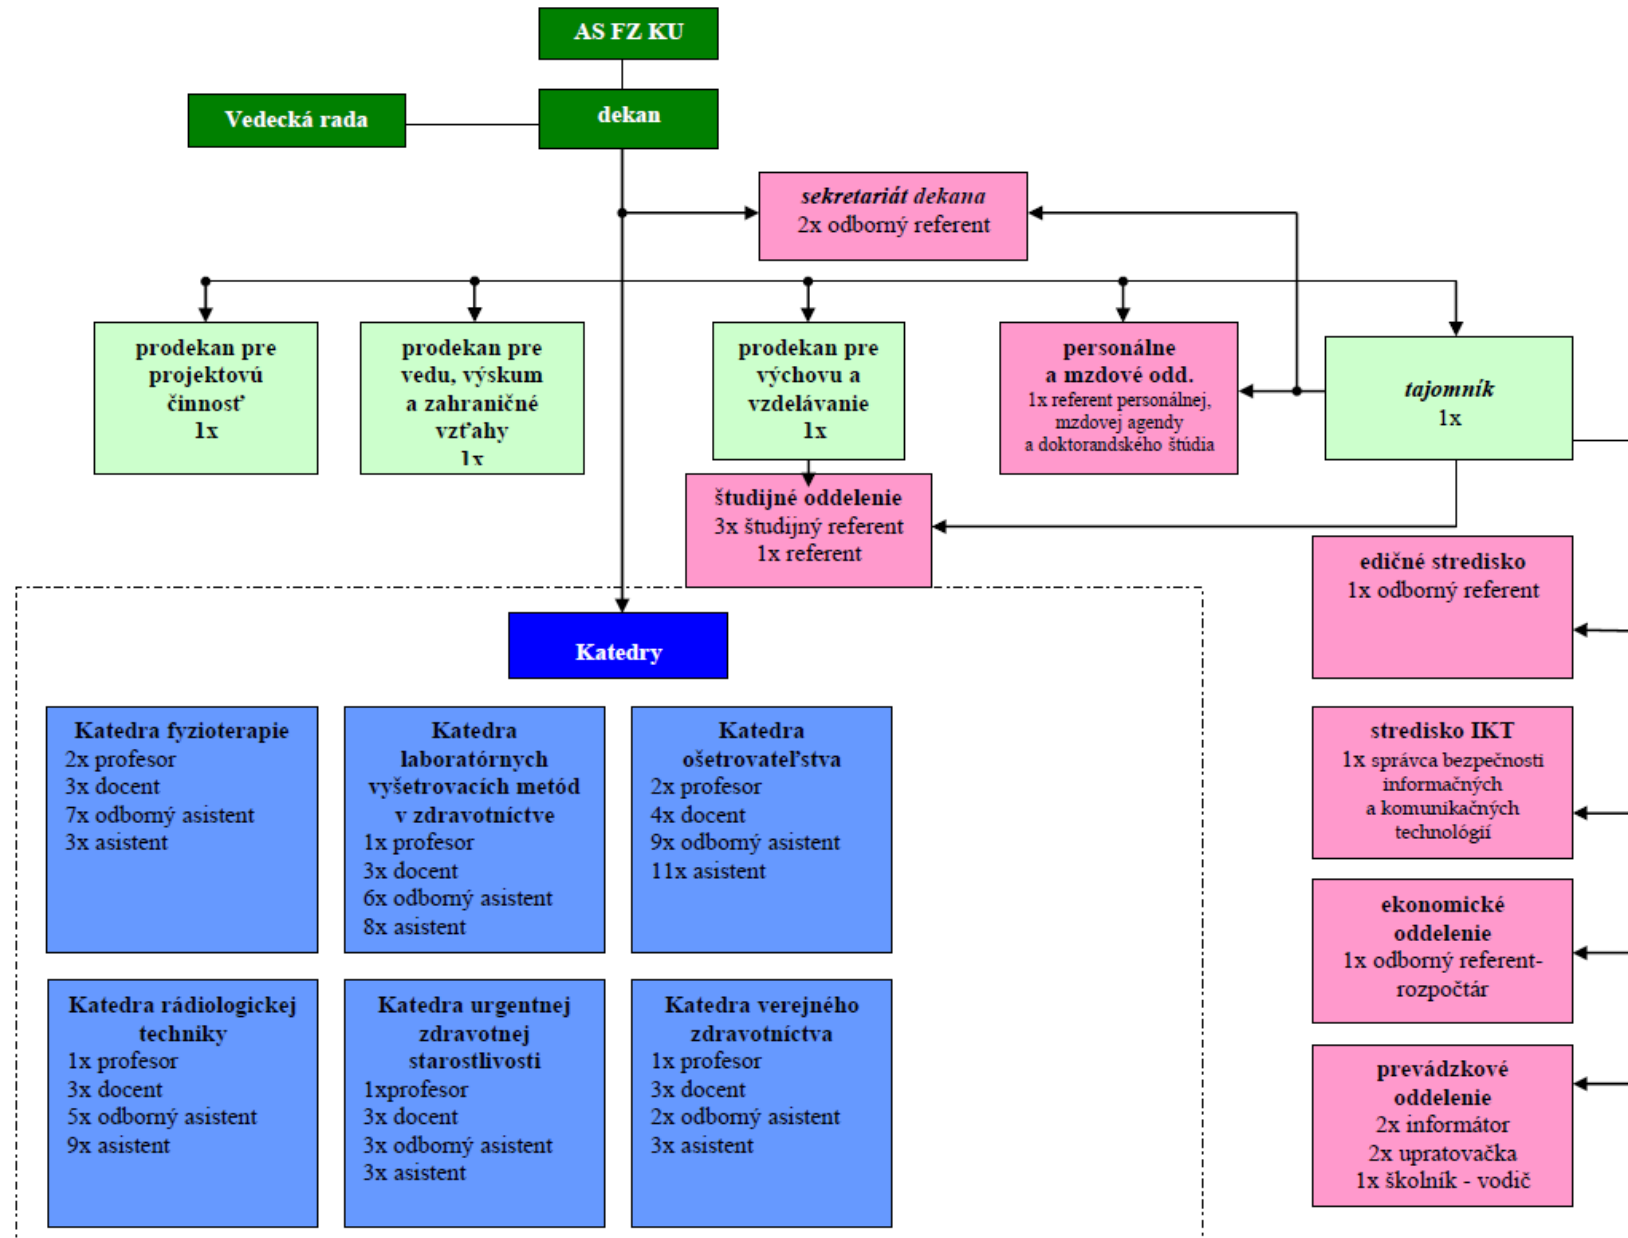 AS FZ KU
Vedecká rada
dekan
sekretariát dekana
2x odborný referent
prodekan pre
projektovú
činnosť
1x
prodekan pre
vedu, výskum
a zahraničné
vzťahy
1x
prodekan pre
výchovu a
vzdelávanie
1x
personálne
a mzdové odd.
1x referent personálnej,
mzdovej agendy
a doktorandského štúdia
tajomník
1x
študijné oddelenie
3x študijný referent
1x referent
edičné stredisko
1x odborný referent
Katedry
Katedra fyzioterapie
2x profesor
3x docent
7x odborný asistent
3x asistent
Katedra
laboratórnych
vyšetrovacích metód
v zdravotníctve
1x profesor
3x docent
6x odborný asistent
8x asistent
Katedra
ošetrovateľstva
2x profesor
4x docent
9x odborný asistent
11x asistent
stredisko IKT
1x správca bezpečnosti
informačných
a komunikačných
technológií
ekonomické
oddelenie
1x odborný referent-
rozpočtár
Katedra rádiologickej
techniky
1x profesor
3x docent
5x odborný asistent
9x asistent
Katedra urgentnej
zdravotnej
starostlivosti
1xprofesor
3x docent
3x odborný asistent
3x asistent
Katedra verejného
zdravotníctva
1x profesor
3x docent
2x odborný asistent
3x asistent
prevádzkové
oddelenie
2x informátor
2x upratovačka
1x školník - vodič